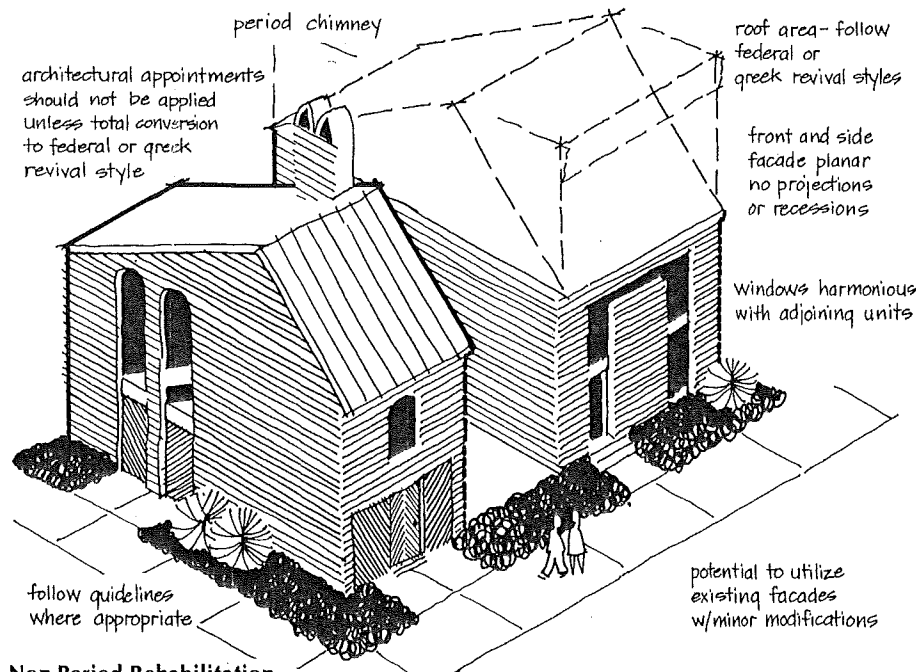 period chimney
architectural appointments
should not be applied
unless total conversion
to federal or greek
revival style
roof area- follow
federal or
greek revival styles
front and side
facade planar
no projections
or recessions
windows harmonious
with adjoining units
follow guidelines
where appropriate
potential to utilize
existing facades
w/minor modifications
Non-Period Rehabilitation